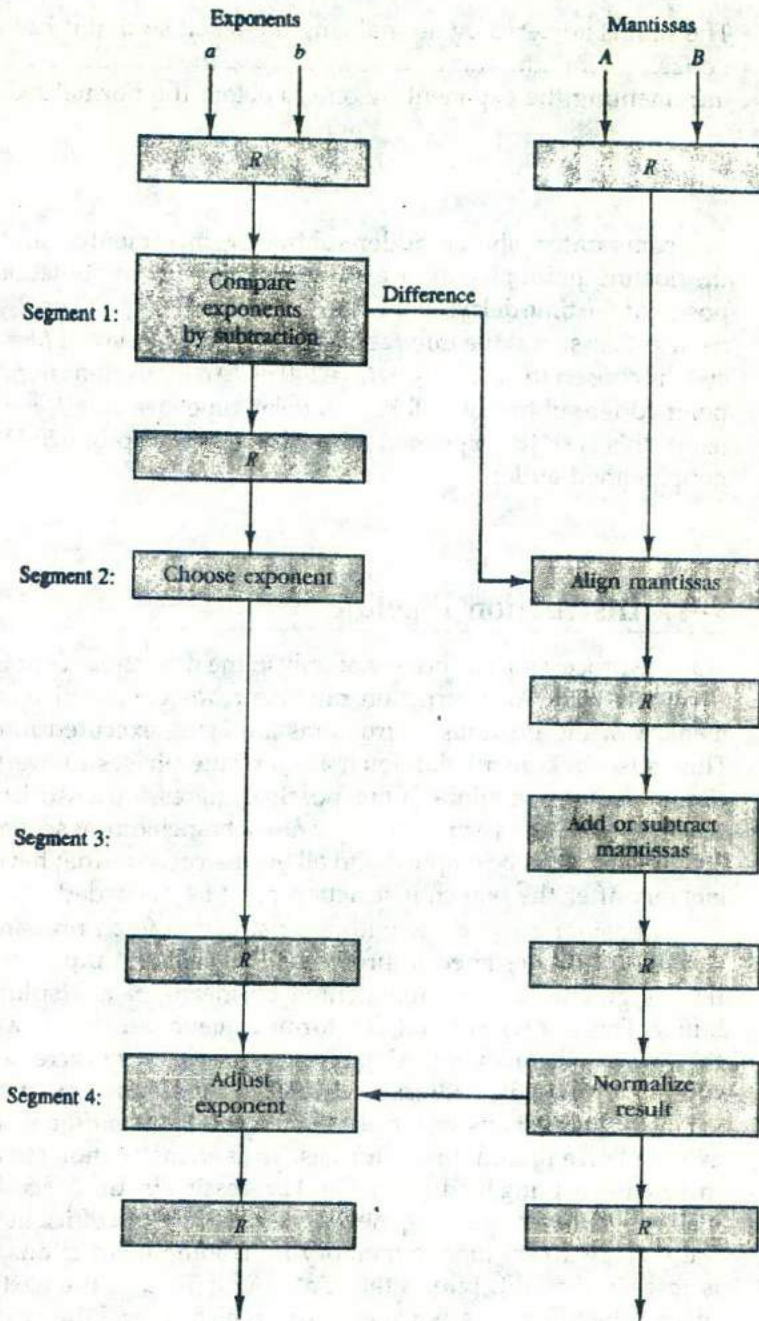 Exponents
a b
Mantissas
A B
R
R
Segment 1:
Compare
exponents
by subtraction
Difference
R
Segment 2:
Choose exponent
Align mantissas
R
Segment 3:
Add or subtract
mantissas
R
R
Segment 4:
Adjust
exponent
Normalize
result
R
R